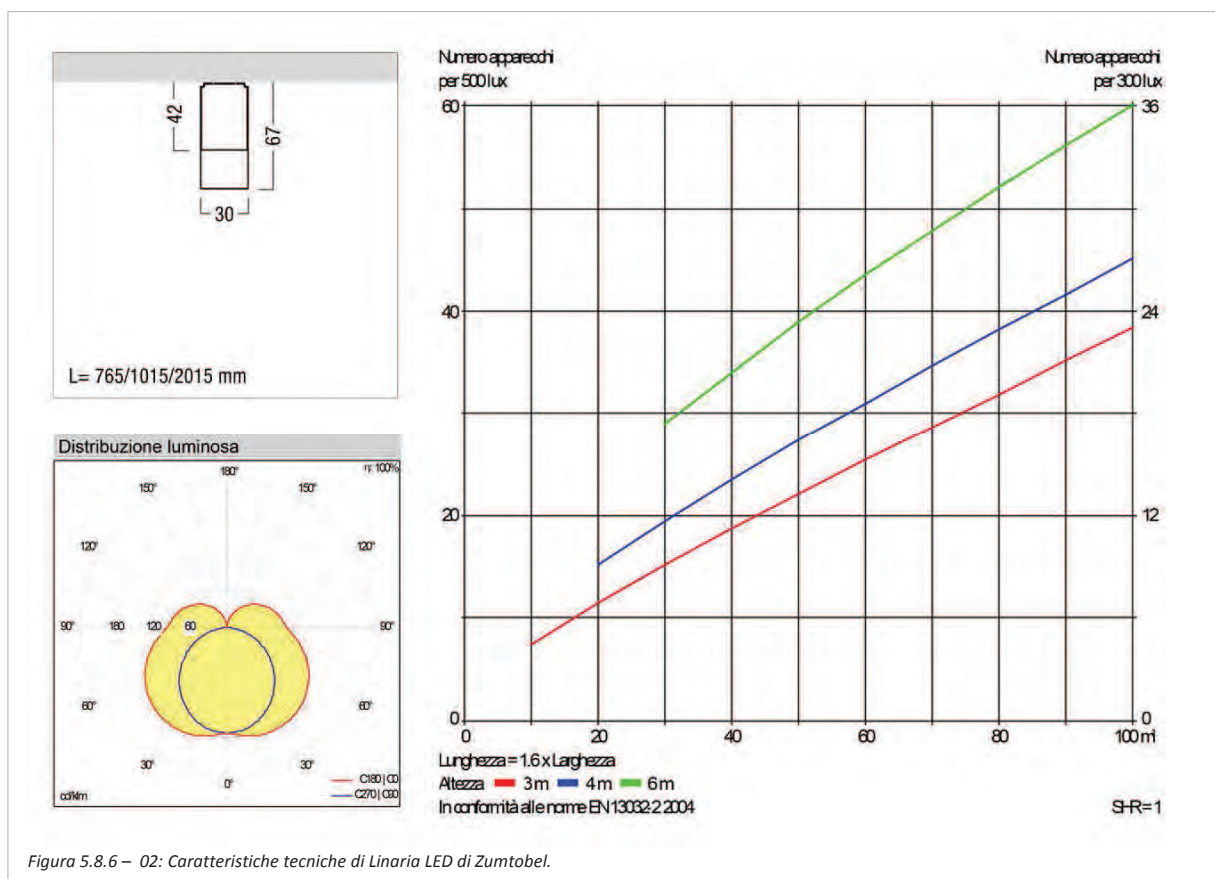 42
67
30
L= 765/1015/2015 mm
Distribuzione luminosa
η: 100%
180°
150° 150°
120° 120°
90° 180 120 60 90°
60° 60°
30° 30°
0°
cd/klm
C180 | C0
C270 | C90
Numero apparecchi
per 500 lux
Numero apparecchi
per 300 lux
60 36
40 24
20 12
0 0
0 20 40 60 80 100 m²
Lunghezza = 1.6 x Larghezza
Altezza 3 m 4 m 6 m
In conformità alle norme EN 13032-2 2004
SHR = 1
Figura 5.8.6 – 02: Caratteristiche tecniche di Linaria LED di Zumtobel.